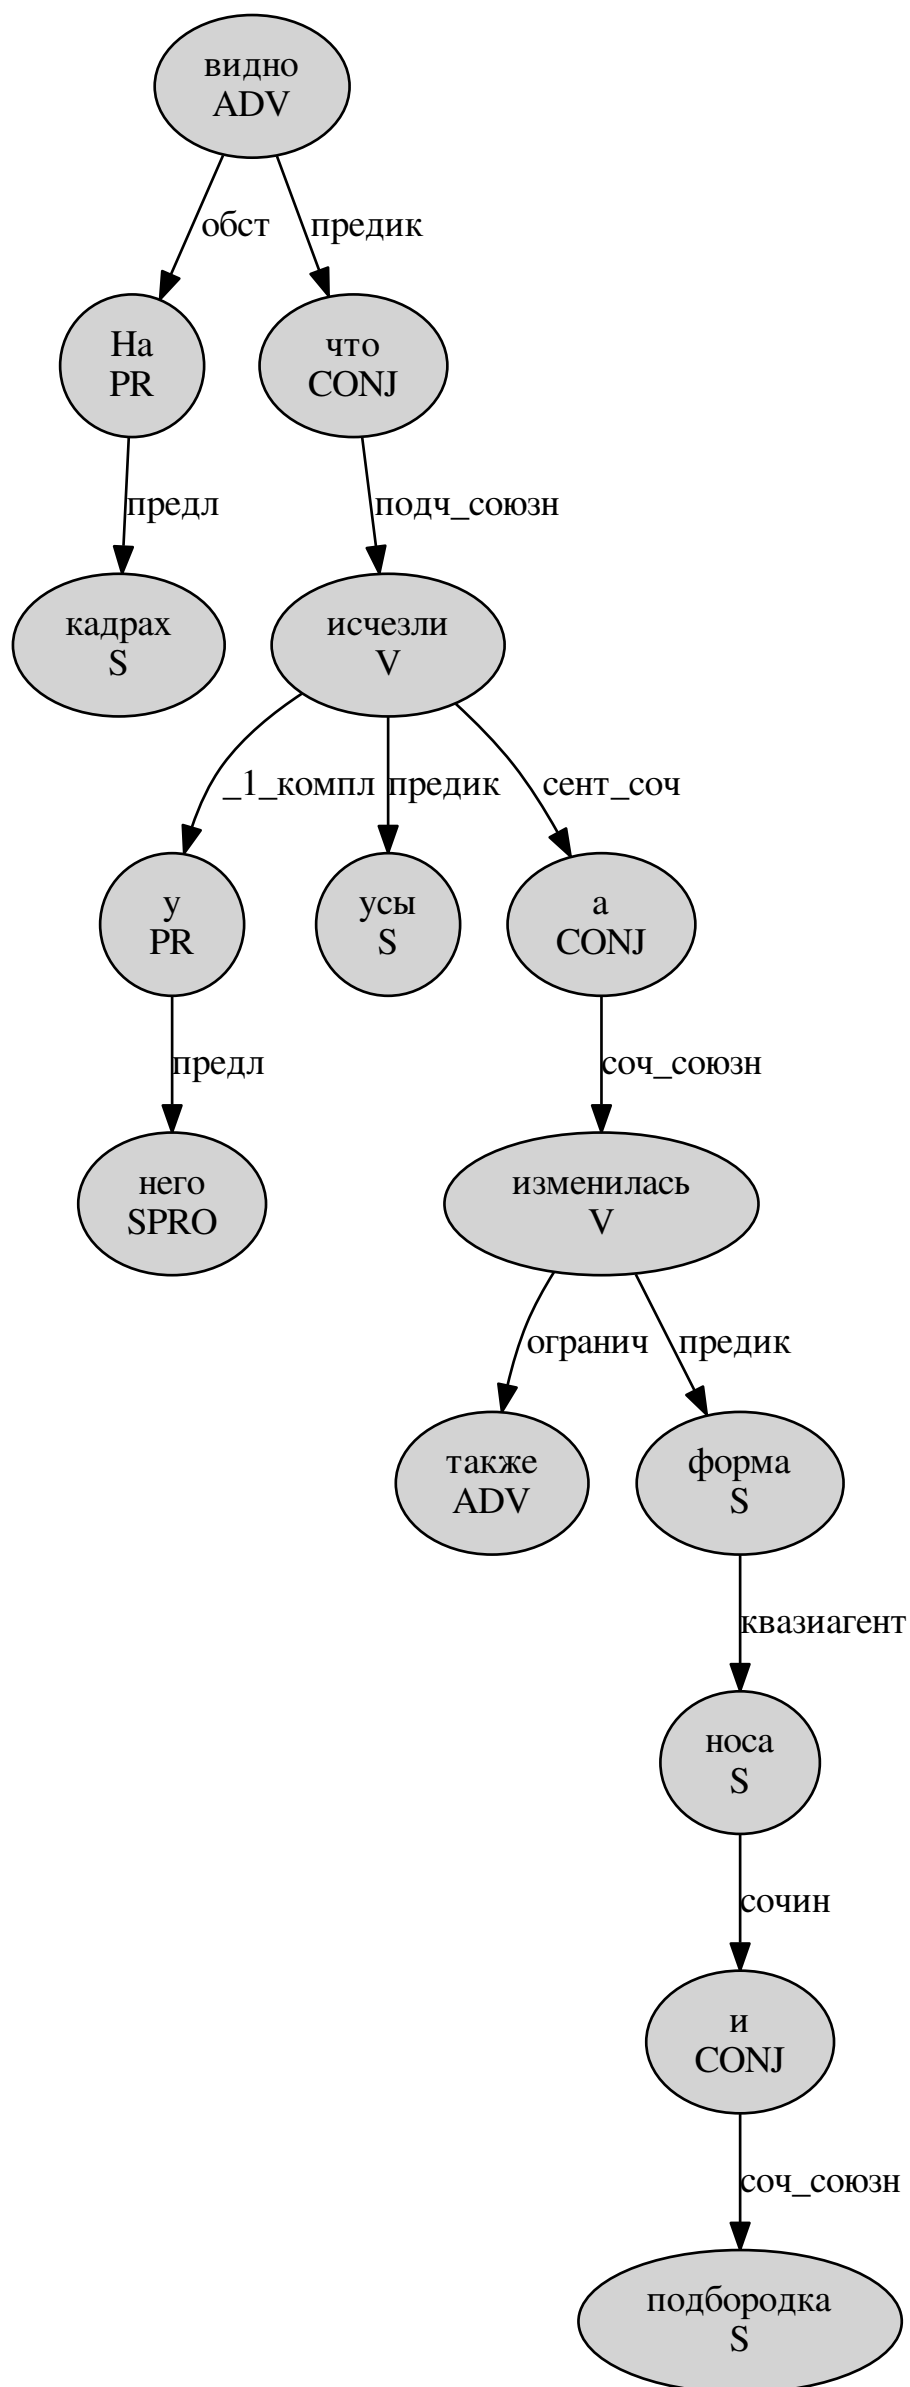 видно
ADV
обст
предик
На
PR
что
CONJ
предл
подч_союзн
кадрах
S
исчезли
V
_1_компл
предик
сент_соч
у
PR
усы
S
а
CONJ
предл
соч_союзн
него
SPRO
изменилась
V
огранич
предик
также
ADV
форма
S
квазиагент
носа
S
сочин
и
CONJ
соч_союзн
подбородка
S